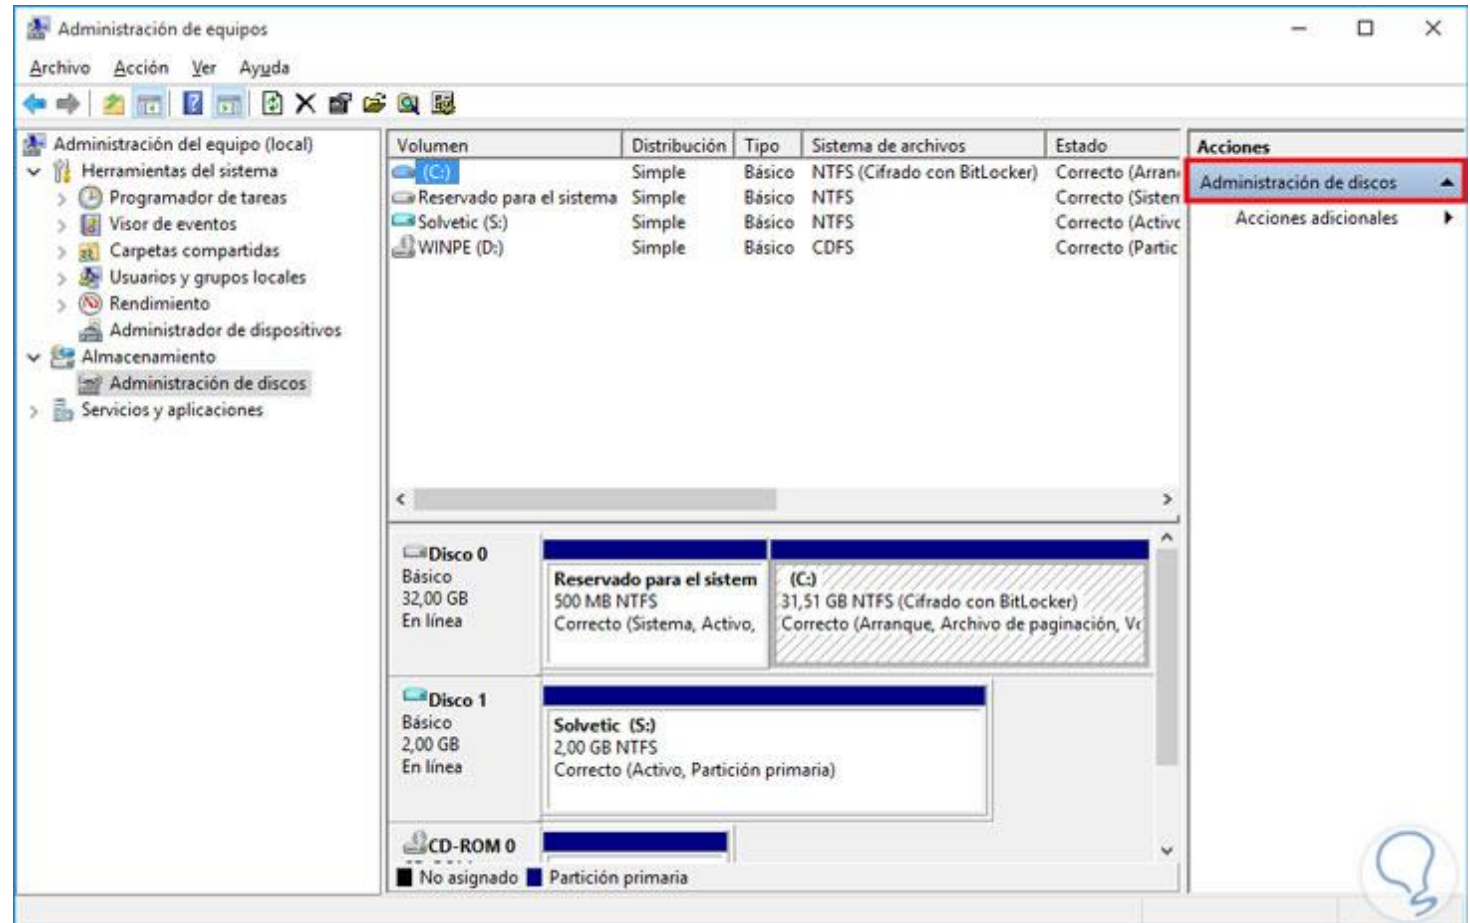 Administración de equipos
Archivo Acción Ver Ayuda
Administración del equipo (local)
Herramientas del sistema
Programador de tareas
Visor de eventos
Carpetas compartidas
Usuarios y grupos locales
Rendimiento
Administrador de dispositivos
Almacenamiento
Administración de discos
Servicios y aplicaciones
Volumen Distribución Tipo Sistema de archivos Estado
(C:) Simple Básico NTFS (Cifrado con BitLocker) Correcto (Arran
Reservado para el sistema Simple Básico NTFS Correcto (Sisten
Solvetic (S:) Simple Básico NTFS Correcto (Activo
WINPE (D:) Simple Básico CDFS Correcto (Partic
Disco 0
Básico
32,00 GB
En línea
Reservado para el sistem
500 MB NTFS
Correcto (Sistema, Activo,
(C:)
31,51 GB NTFS (Cifrado con BitLocker)
Correcto (Arranque, Archivo de paginación, Vo
Disco 1
Básico
2,00 GB
En línea
Solvetic (S:)
2,00 GB NTFS
Correcto (Activo, Partición primaria)
CD-ROM 0
No asignado Partición primaria
Acciones
Administración de discos
Acciones adicionales